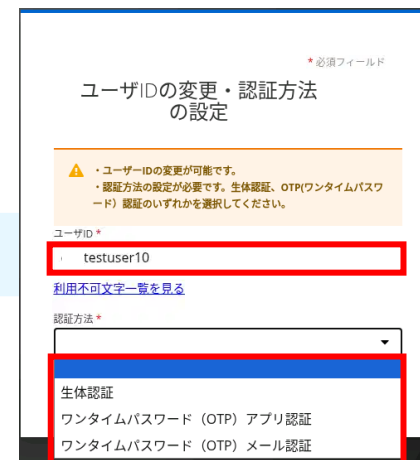 * 必須フィールド
ユーザIDの変更・認証方法
の設定
・ユーザーIDの変更が可能です。
・認証方法の設定が必要です。生体認証、OTP(ワンタイムパスワ
ード）認証のいずれかを選択してください。
ユーザID *
testuser10
利用不可文字一覧を見る
認証方法 *
生体認証
ワンタイムパスワード（OTP）アプリ認証
ワンタイムパスワード（OTP）メール認証